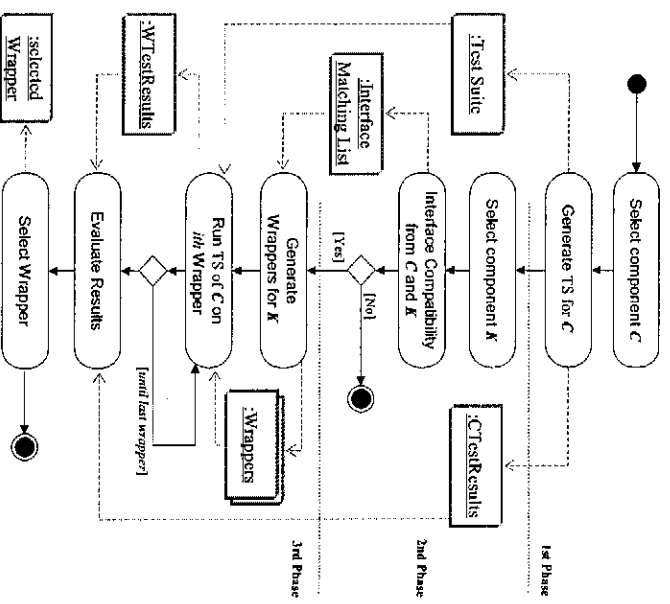 Select component C
1st Phase
Generate TS for C
:Test Suite
:CTestResults
Select component K
2nd Phase
Interface Compatibility
from C and K
:Interface
Matching List
[No]
[Yes]
3rd Phase
Generate
Wrappers for K
:Wrappers
Run TS of C on
ith Wrapper
[until last wrapper]
:WTestResults
Evaluate Results
:selected
Wrapper
Select Wrapper